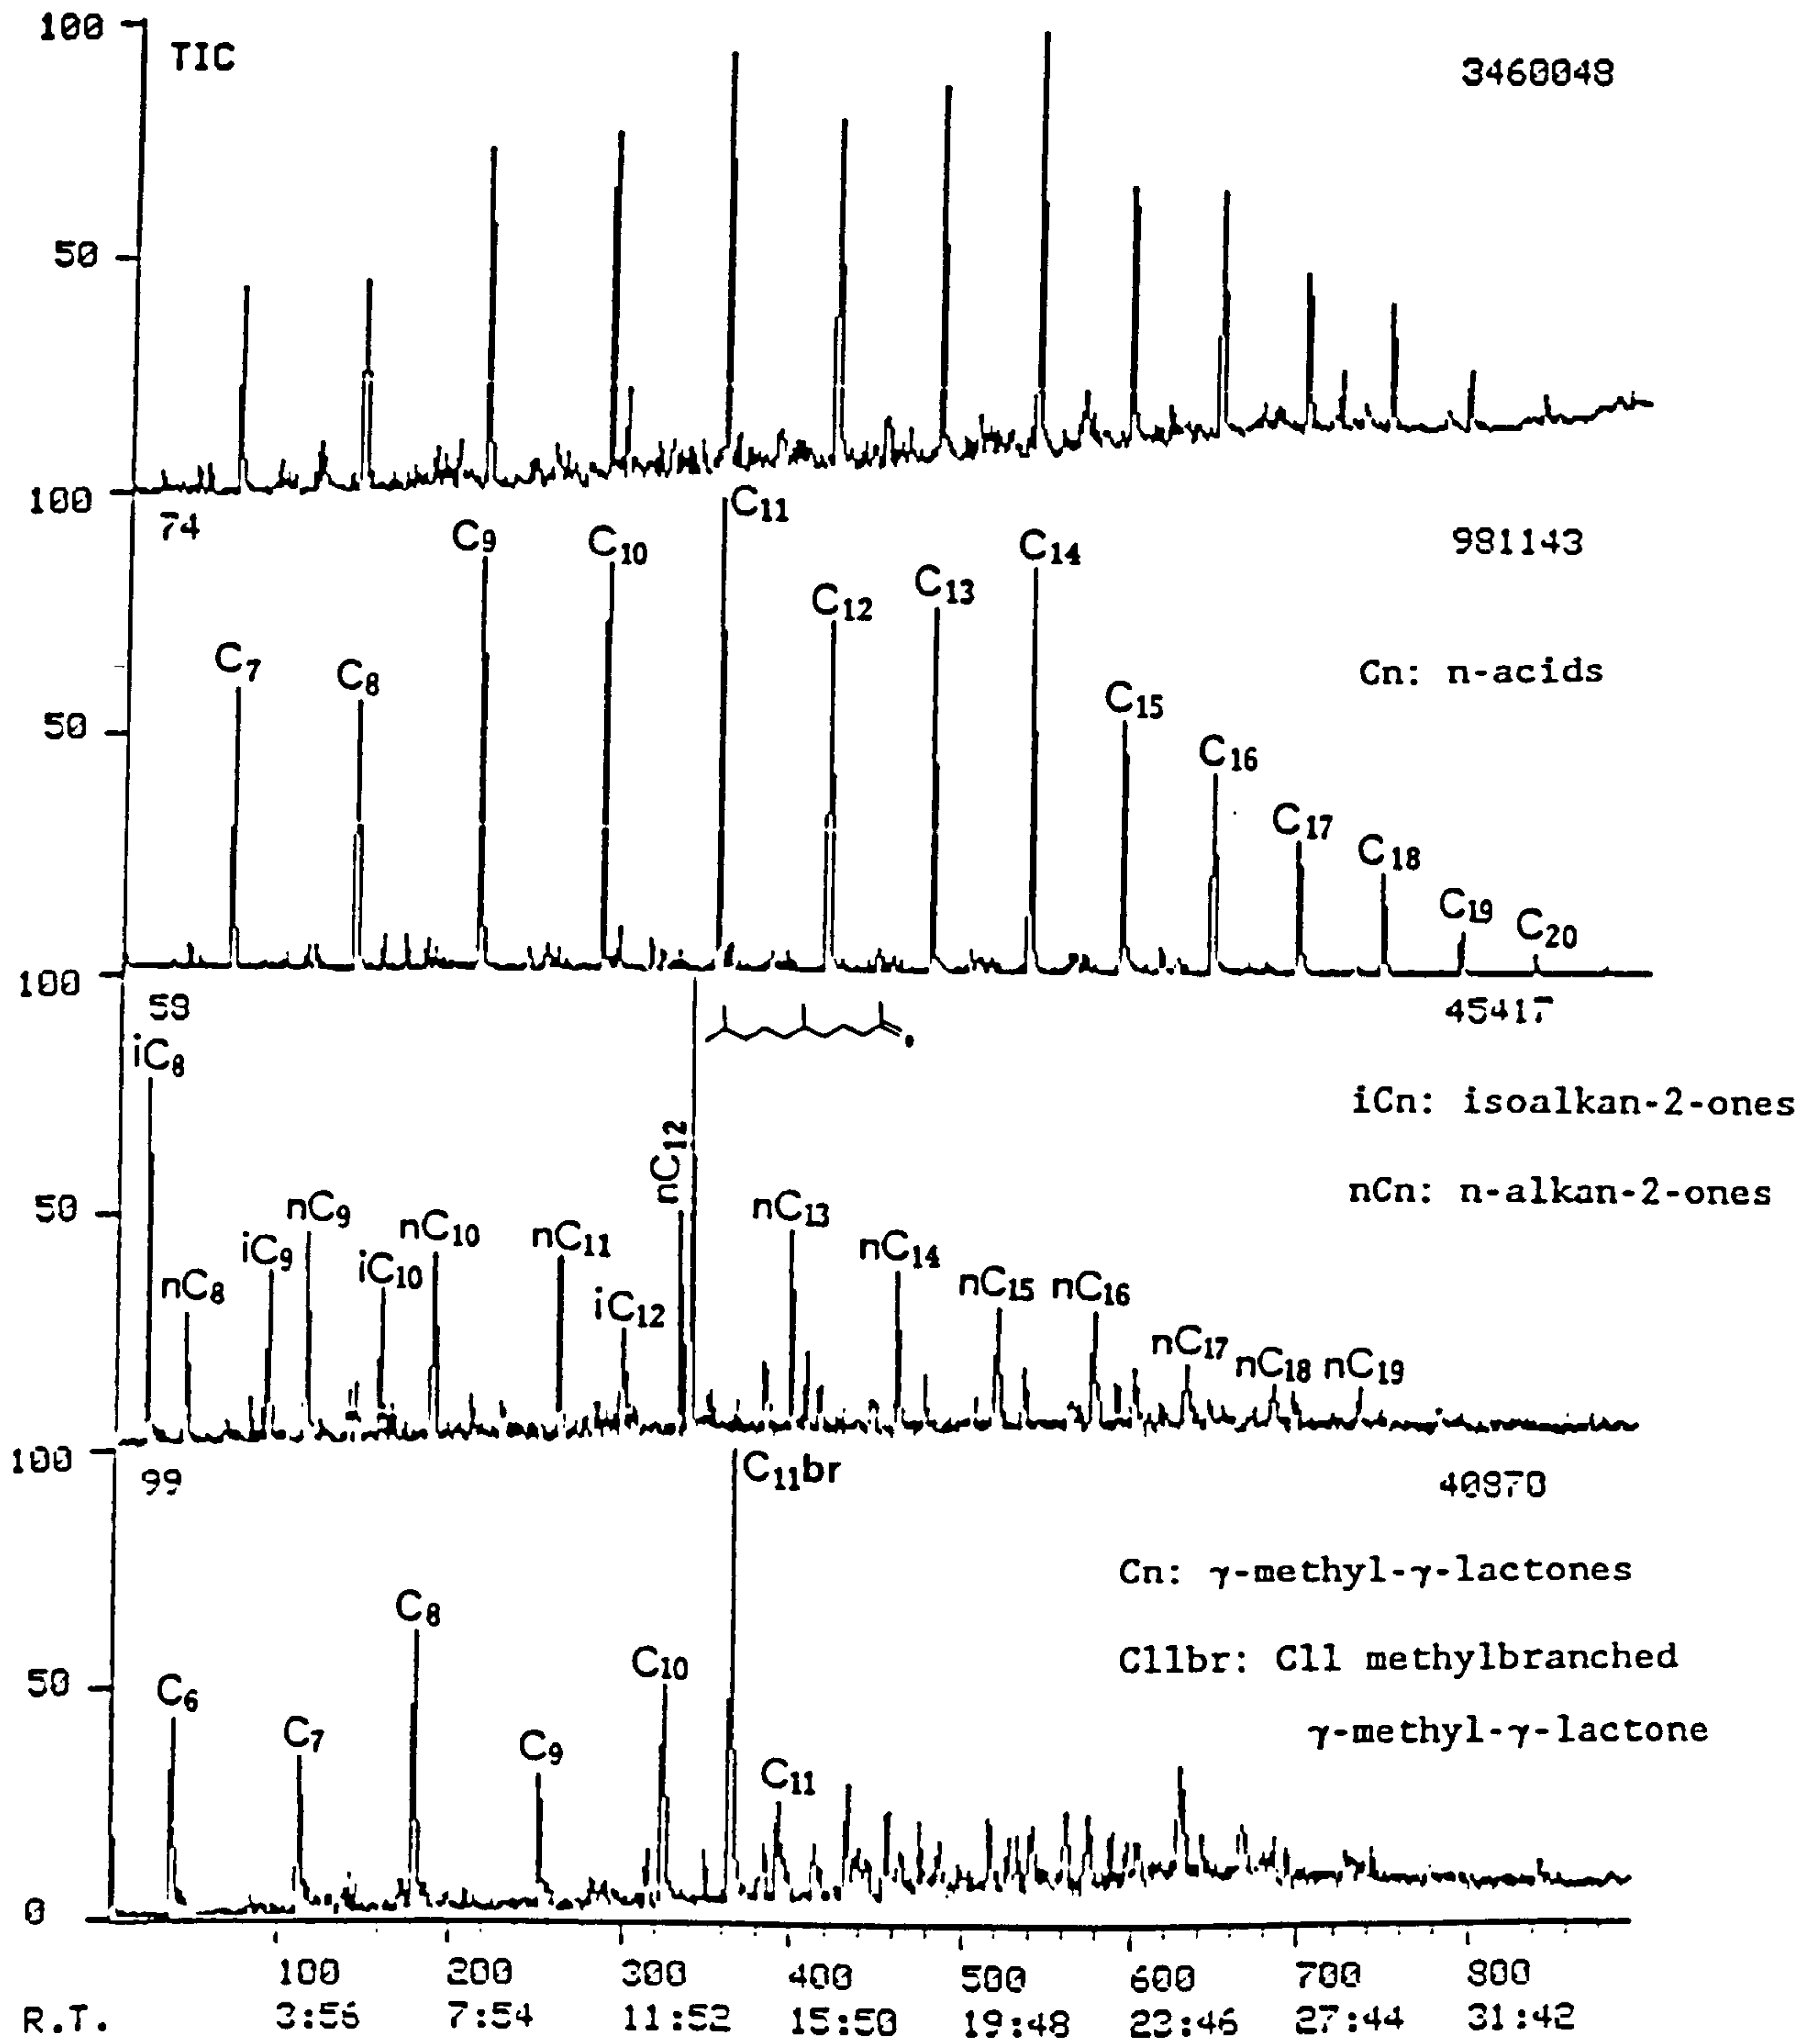 100
TIC
3460048
50
100
74
981143
C7
C8
C9
C10
C11
C12
C13
C14
C15
C16
C17
C18
C19
C20
Cn: n-acids
50
100
58
45417
iC8
nC8
iC9
nC9
iC10
nC10
nC11
iC12
nC12
nC13
nC14
nC15
nC16
nC17
nC18
nC19
iCn: isoalkan-2-ones
nCn: n-alkan-2-ones
50
100
99
C11br
C6
C7
C8
C9
C10
C11
Cn: γ-methyl-γ-lactones
C11br: C11 methylbranched
γ-methyl-γ-lactone
50
0
100 200 300 400 500 600 700 800
R.T. 3:56 7:54 11:52 15:50 19:48 23:46 27:44 31:42